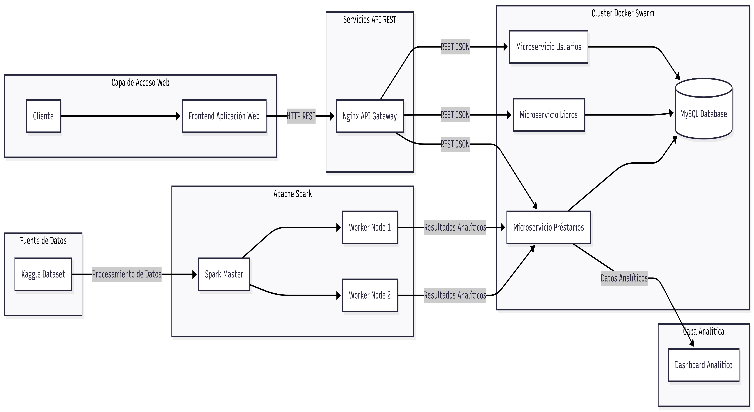 Servicios API REST
Cluster Docker Swarm
Capa de Acceso Web
Cliente
Frontend Aplicación Web
HTTP REST
Nginx API Gateway
REST JSON
REST JSON
REST JSON
Microservicio Usuarios
Microservicio Libros
Microservicio Préstamos
MySQL Database
Apache Spark
Fuente de Datos
Kaggle Dataset
Procesamiento de Datos
Spark Master
Worker Node 1
Worker Node 2
Resultados Analíticos
Resultados Analíticos
Datos Analíticos
Capa Analítica
Dashboard Analítico